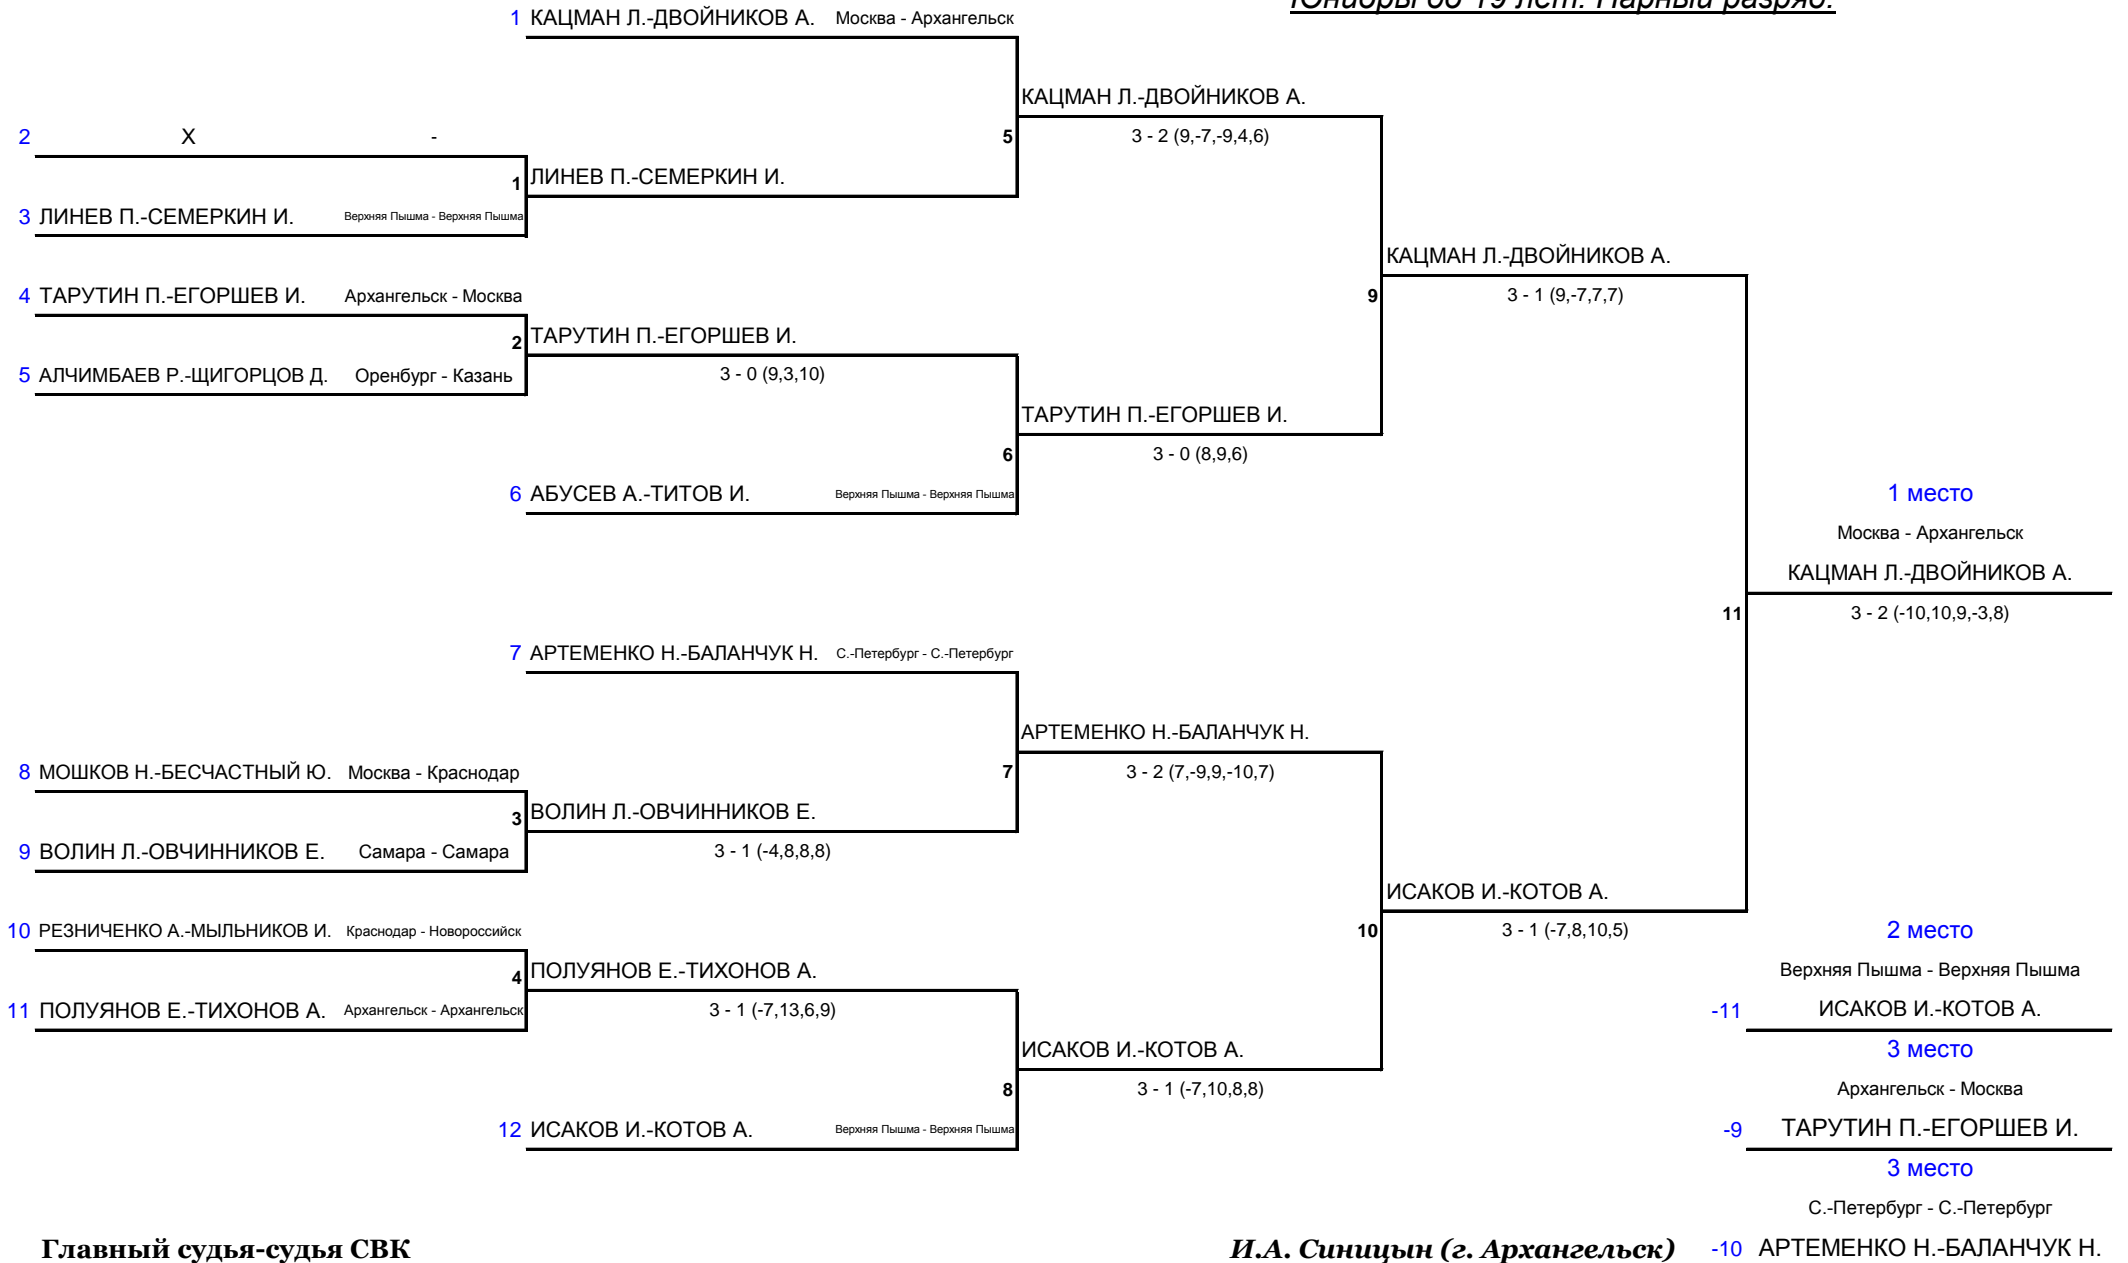 Юниоры до 19 лет. Парный разряд.
1 КАЦМАН Л.-ДВОЙНИКОВ А. Москва - Архангельск
КАЦМАН Л.-ДВОЙНИКОВ А.
2 X -
5 3 - 2 (9,-7,-9,4,6)
1 ЛИНЕВ П.-СЕМЕРКИН И.
3 ЛИНЕВ П.-СЕМЕРКИН И. Верхняя Пышма - Верхняя Пышма
КАЦМАН Л.-ДВОЙНИКОВ А.
4 ТАРУТИН П.-ЕГОРШЕВ И. Архангельск - Москва
9 3 - 1 (9,-7,7,7)
2 ТАРУТИН П.-ЕГОРШЕВ И.
5 АЛЧИМБАЕВ Р.-ЩИГОРЦОВ Д. Оренбург - Казань
3 - 0 (9,3,10)
ТАРУТИН П.-ЕГОРШЕВ И.
6 3 - 0 (8,9,6)
6 АБУСЕВ А.-ТИТОВ И. Верхняя Пышма - Верхняя Пышма
1 место
Москва - Архангельск
КАЦМАН Л.-ДВОЙНИКОВ А.
11 3 - 2 (-10,10,9,-3,8)
7 АРТЕМЕНКО Н.-БАЛАНЧУК Н. С.-Петербург - С.-Петербург
АРТЕМЕНКО Н.-БАЛАНЧУК Н.
8 МОШКОВ Н.-БЕСЧАСТНЫЙ Ю. Москва - Краснодар
7 3 - 2 (7,-9,9,-10,7)
3 ВОЛИН Л.-ОВЧИННИКОВ Е.
9 ВОЛИН Л.-ОВЧИННИКОВ Е. Самара - Самара
3 - 1 (-4,8,8,8)
ИСАКОВ И.-КОТОВ А.
10 РЕЗНИЧЕНКО А.-МЫЛЬНИКОВ И. Краснодар - Новороссийск
10 3 - 1 (-7,8,10,5)
2 место
4 ПОЛУЯНОВ Е.-ТИХОНОВ А.
Верхняя Пышма - Верхняя Пышма
11 ПОЛУЯНОВ Е.-ТИХОНОВ А. Архангельск - Архангельск
3 - 1 (-7,13,6,9)
-11 ИСАКОВ И.-КОТОВ А.
ИСАКОВ И.-КОТОВ А.
3 место
8 3 - 1 (-7,10,8,8)
Архангельск - Москва
12 ИСАКОВ И.-КОТОВ А. Верхняя Пышма - Верхняя Пышма
-9 ТАРУТИН П.-ЕГОРШЕВ И.
3 место
С.-Петербург - С.-Петербург
Главный судья-судья СВК И.А. Синицын (г. Архангельск)
-10 АРТЕМЕНКО Н.-БАЛАНЧУК Н.